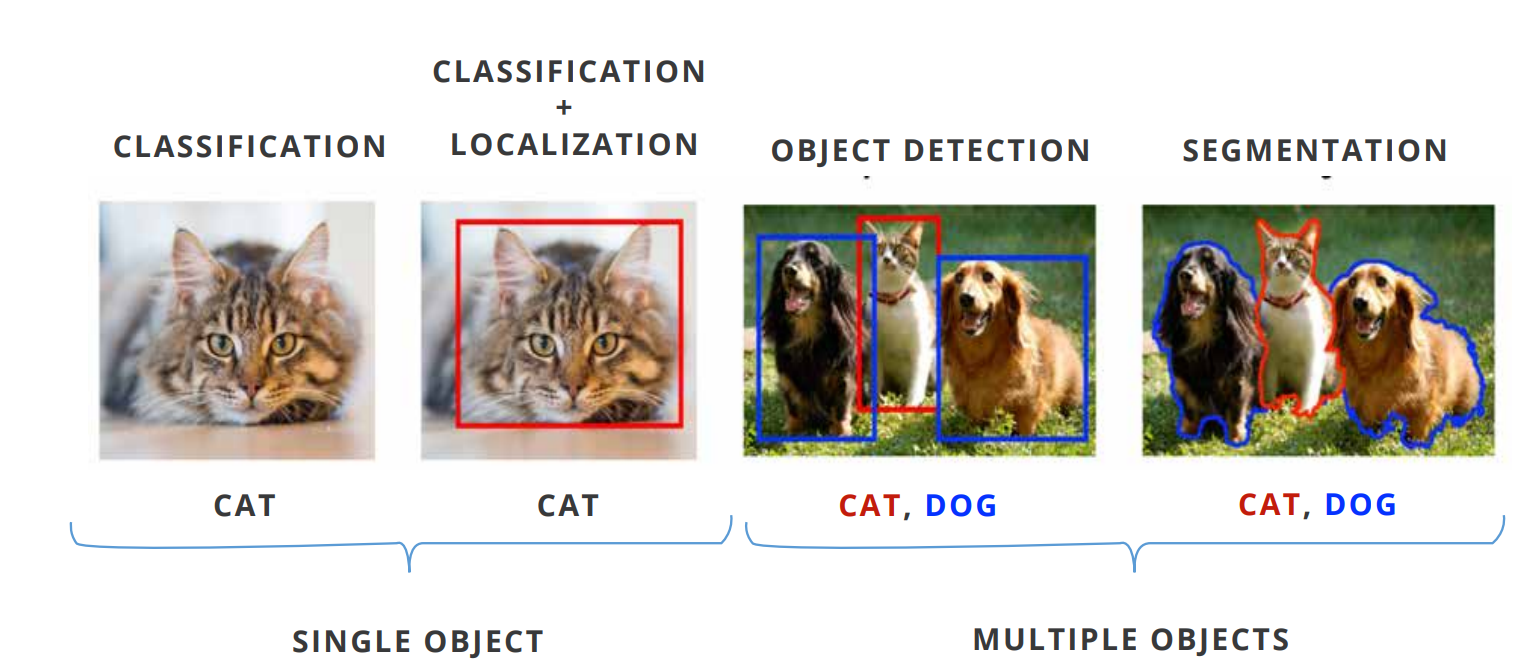 CLASSIFICATION
CLASSIFICATION
+
LOCALIZATION
OBJECT DETECTION
SEGMENTATION
CAT
CAT
CAT, DOG
CAT, DOG
SINGLE OBJECT
MULTIPLE OBJECTS